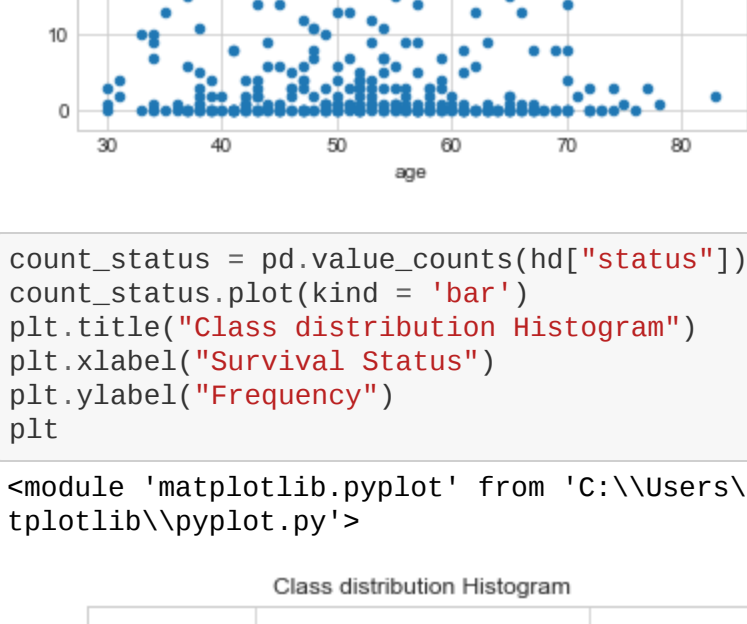 10
0
30 40 50 60 70 80
age
count_status = pd.value_counts(hd["status"])
count_status.plot(kind = 'bar')
plt.title("Class distribution Histogram")
plt.xlabel("Survival Status")
plt.ylabel("Frequency")
plt
<module 'matplotlib.pyplot' from 'C:\\Users\
tplotlib\\pyplot.py'>
Class distribution Histogram